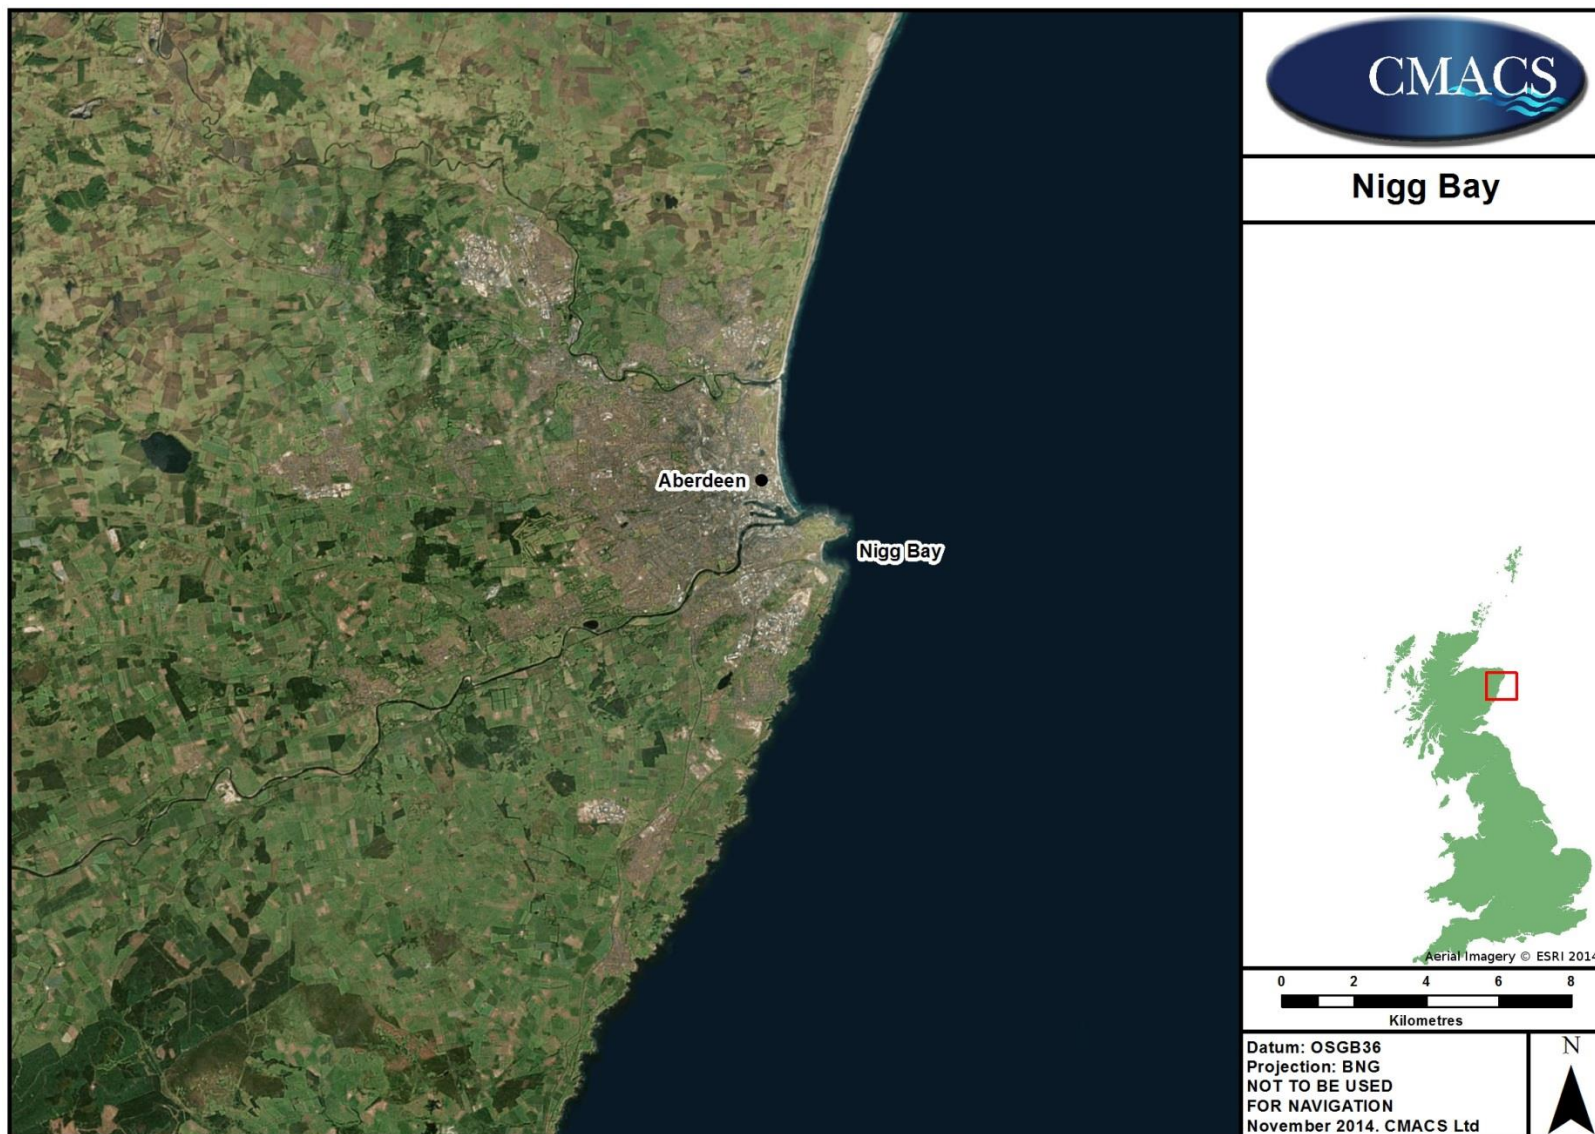 CMACS
Nigg Bay
Aberdeen
Nigg Bay
Aerial Imagery © ESRI 2014
0 2 4 6 8
Kilometres
Datum: OSGB36
Projection: BNG
NOT TO BE USED
FOR NAVIGATION
November 2014. CMACS Ltd
N